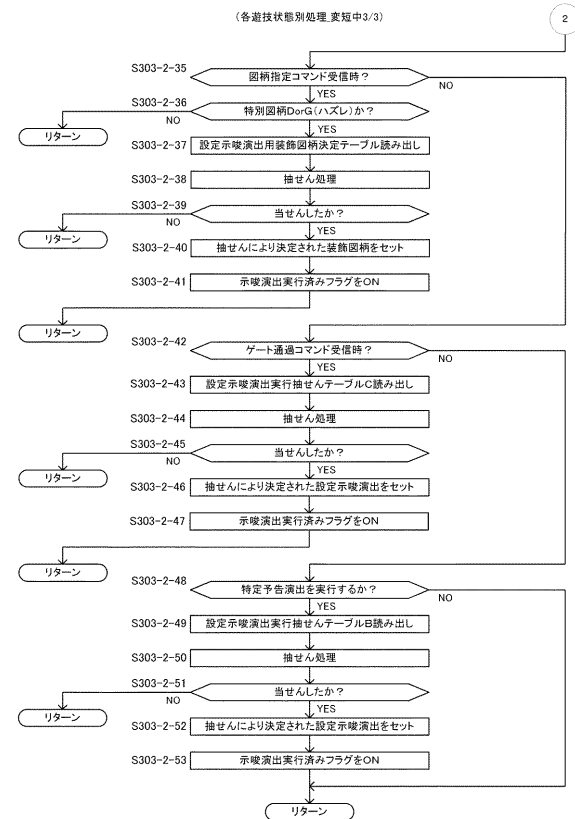 (各遊技状態別処理_変短中3/3)
2
S303-2-35
図柄指定コマンド受信時？
NO
YES
S303-2-36
特別図柄DorG(ハズレ)か？
NO
YES
リターン
S303-2-37
設定示唆演出用装飾図柄決定テーブル読み出し
S303-2-38
抽せん処理
S303-2-39
当せんしたか？
NO
YES
リターン
S303-2-40
抽せんにより決定された装飾図柄をセット
S303-2-41
示唆演出実行済みフラグをON
リターン
S303-2-42
ゲート通過コマンド受信時？
NO
YES
S303-2-43
設定示唆演出実行抽せんテーブルC読み出し
S303-2-44
抽せん処理
S303-2-45
当せんしたか？
NO
YES
リターン
S303-2-46
抽せんにより決定された設定示唆演出をセット
S303-2-47
示唆演出実行済みフラグをON
リターン
S303-2-48
特定予告演出を実行するか？
NO
YES
S303-2-49
設定示唆演出実行抽せんテーブルB読み出し
S303-2-50
抽せん処理
S303-2-51
当せんしたか？
NO
YES
リターン
S303-2-52
抽せんにより決定された設定示唆演出をセット
S303-2-53
示唆演出実行済みフラグをON
リターン